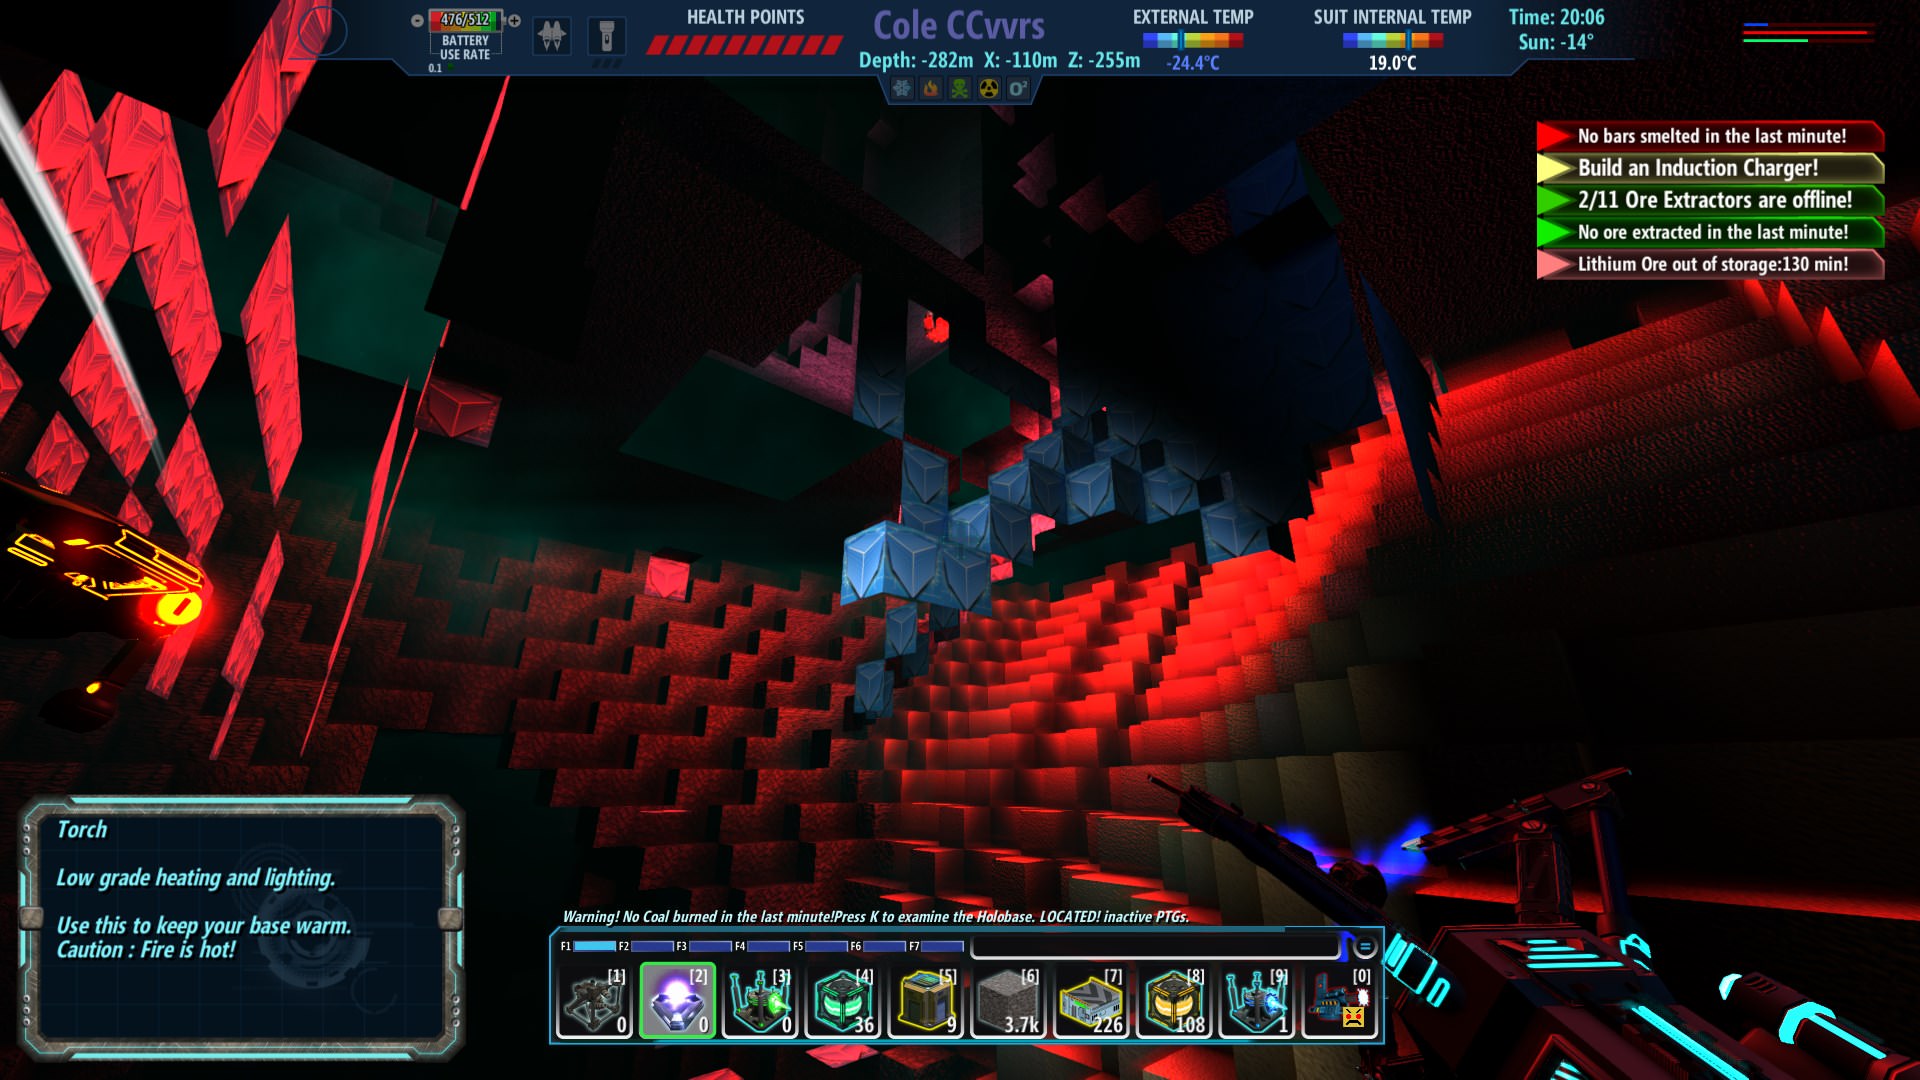 476/512
BATTERY
USE RATE
0.1
HEALTH POINTS
Cole CCvvrs
Depth: -282m X: -110m Z: -255m
EXTERNAL TEMP
-24.4°C
SUIT INTERNAL TEMP
19.0°C
Time: 20:06
Sun: -14°
O²
No bars smelted in the last minute!
Build an Induction Charger!
2/11 Ore Extractors are offline!
No ore extracted in the last minute!
Lithium Ore out of storage:130 min!
Torch
Low grade heating and lighting.
Use this to keep your base warm.
Caution : Fire is hot!
Warning! No Coal burned in the last minute!Press K to examine the Holobase. LOCATED! inactive PTGs.
F1 F2 F3 F4 F5 F6 F7
[1] [2] [3] [4] [5] [6] [7] [8] [9] [0]
0 0 0 36 9 3.7k 226 108 1